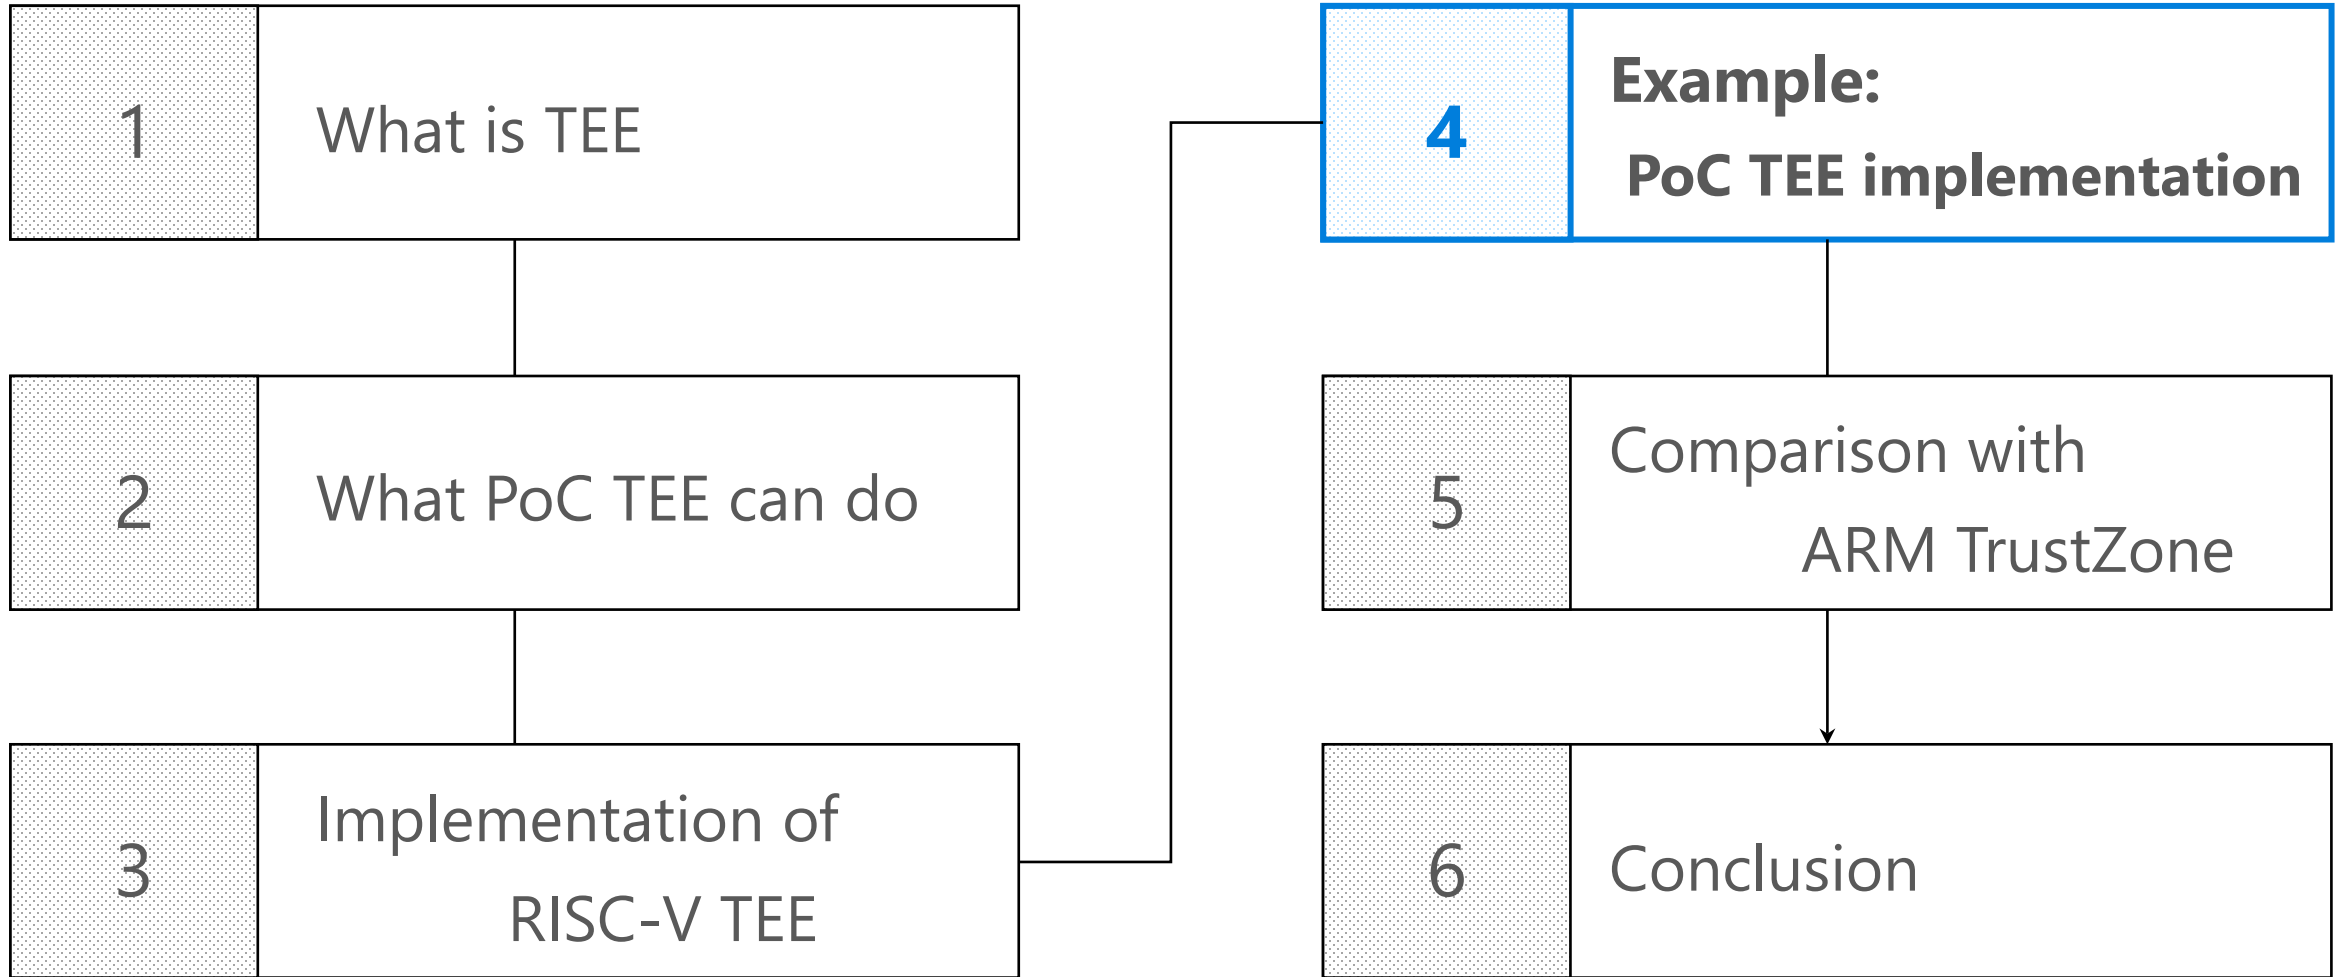 1
What is TEE
2
What PoC TEE can do
3
Implementation of
RISC-V TEE
4
Example:
PoC TEE implementation
5
Comparison with
ARM TrustZone
6
Conclusion